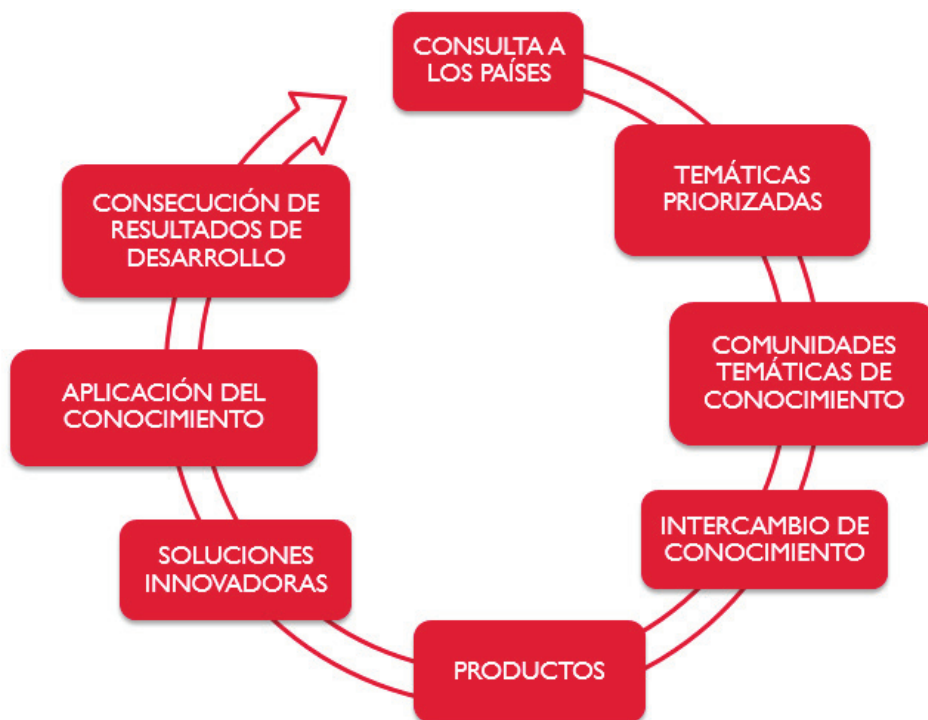 CONSULTA A
LOS PAÍSES
TEMÁTICAS
PRIORIZADAS
COMUNIDADES
TEMÁTICAS DE
CONOCIMIENTO
INTERCAMBIO DE
CONOCIMIENTO
PRODUCTOS
SOLUCIONES
INNOVADORAS
APLICACIÓN DEL
CONOCIMIENTO
CONSECUCIÓN DE
RESULTADOS DE
DESARROLLO